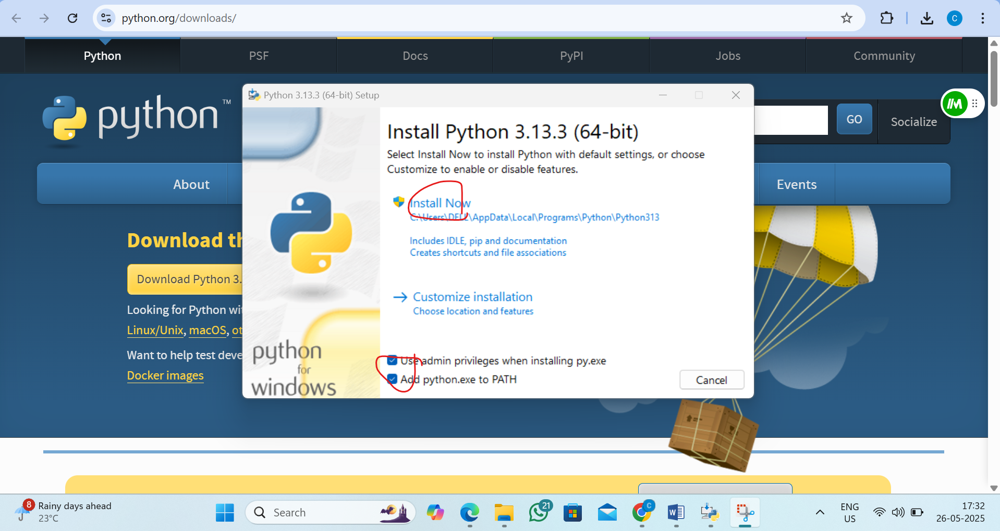 python.org/downloads/
C
Python
PSF
Docs
PyPI
Jobs
Community
python™
Python 3.13.3 (64-bit) Setup
GO
Socialize
Install Python 3.13.3 (64-bit)
Select Install Now to install Python with default settings, or choose
Customize to enable or disable features.
About
Events
Install Now
C:\Users\DELL\AppData\Local\Programs\Python\Python313
Includes IDLE, pip and documentation
Creates shortcuts and file associations
Download th
Download Python 3.
Customize installation
Choose location and features
Looking for Python wit
Linux/Unix, macOS, ot
Want to help test deve
Docker images
python
for
windows
Use admin privileges when installing py.exe
Add python.exe to PATH
Cancel
8
Rainy days ahead
23°C
Search
21
C
W
ENG
US
17:32
26-05-2025